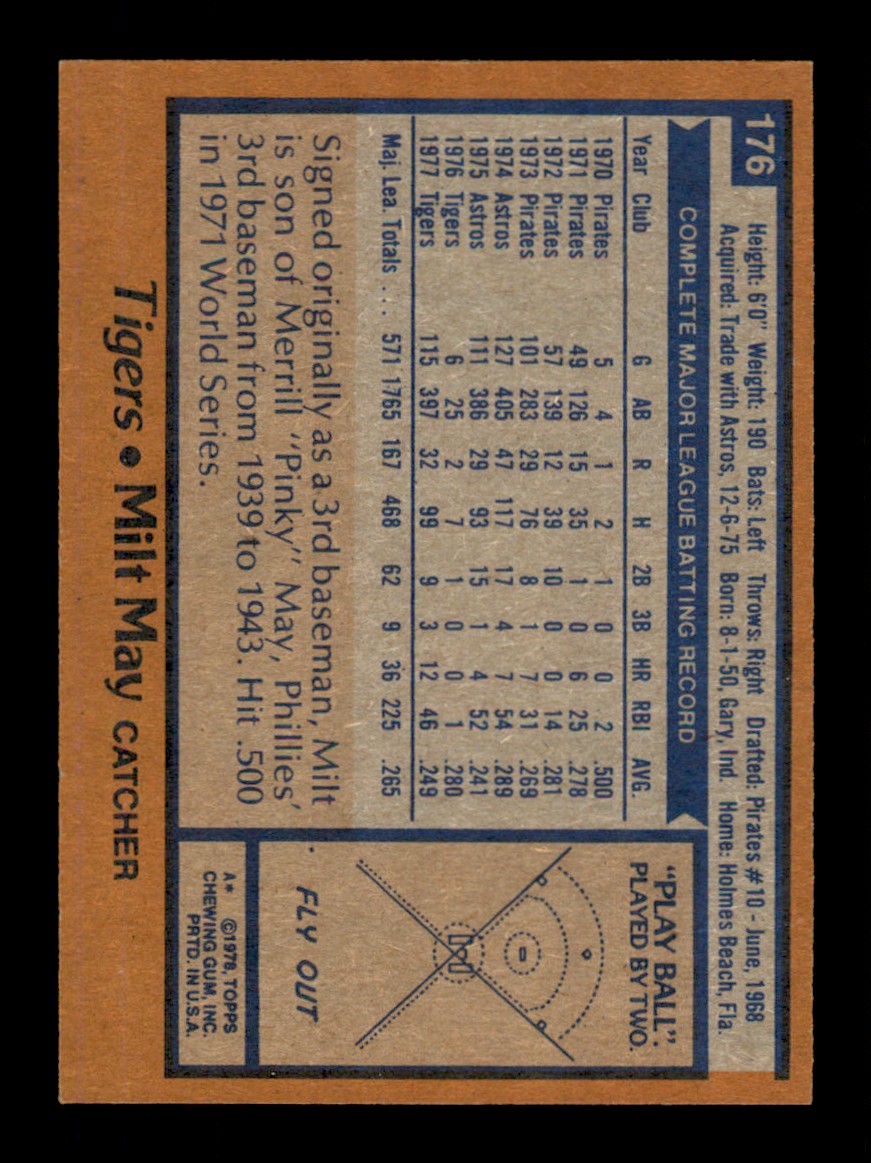 176
Height: 6'0" Weight: 190 Bats: Left Throws: Right Drafted: Pirates #10 - June, 1968
Acquired: Trade with Astros, 12-6-75 Born: 8-1-50, Gary, Ind. Home: Holmes Beach, Fla.
COMPLETE MAJOR LEAGUE BATTING RECORD
Year Club G AB R H 2B 3B HR RBI AVG.
1970 Pirates 5 4 1 2 1 0 0 2 .500
1971 Pirates 49 126 15 35 1 0 6 25 .278
1972 Pirates 57 139 12 39 10 0 0 14 .281
1973 Pirates 101 283 29 76 8 1 7 31 .269
1974 Astros 127 405 47 117 17 4 7 54 .289
1975 Astros 111 386 29 93 15 1 4 52 .241
1976 Tigers 6 25 2 7 1 0 0 1 .280
1977 Tigers 115 397 32 99 9 3 12 46 .249
Maj. Lea. Totals . . . 571 1765 167 468 62 9 36 225 .265
Signed originally as a 3rd baseman, Milt
is son of Merrill "Pinky" May, Phillies'
3rd baseman from 1939 to 1943. Hit .500
in 1971 World Series.
"PLAY BALL"
PLAYED BY TWO.
FLY OUT
A* ©1978, TOPPS
CHEWING GUM, INC.
PRTD. IN U.S.A.
Tigers • Milt May CATCHER